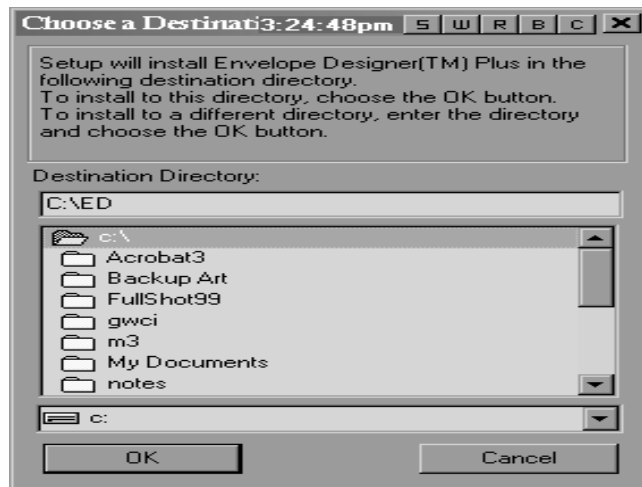 Choose a Destinati3:24:48pm S W R B C
Setup will install Envelope Designer(TM) Plus in the
following destination directory.
To install to this directory, choose the OK button.
To install to a different directory, enter the directory
and choose the OK button.
Destination Directory:
C:\ED
c:\
Acrobat3
Backup Art
FullShot99
gwci
m3
My Documents
notes
c:
OK Cancel